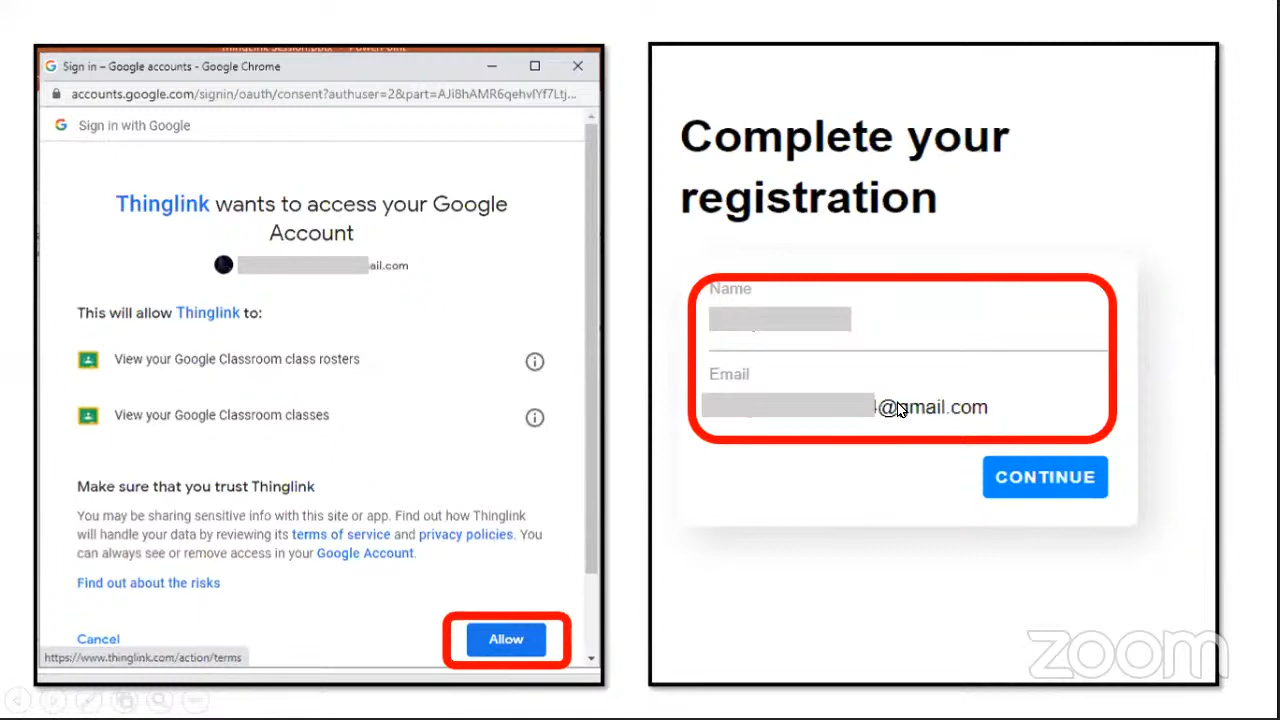 ThingLink Session.pptx - PowerPoint
Sign in – Google accounts - Google Chrome
accounts.google.com/signin/oauth/consent?authuser=2&part=AJi8hAMR6qehvlYf7Ltj...
Sign in with Google
Thinglink wants to access your Google
Account
ail.com
This will allow Thinglink to:
View your Google Classroom class rosters
View your Google Classroom classes
Make sure that you trust Thinglink
You may be sharing sensitive info with this site or app. Find out how Thinglink
will handle your data by reviewing its terms of service and privacy policies. You
can always see or remove access in your Google Account.
Find out about the risks
Cancel
Allow
https://www.thinglink.com/action/terms
Complete your
registration
Name
Email
@gmail.com
CONTINUE
zoom